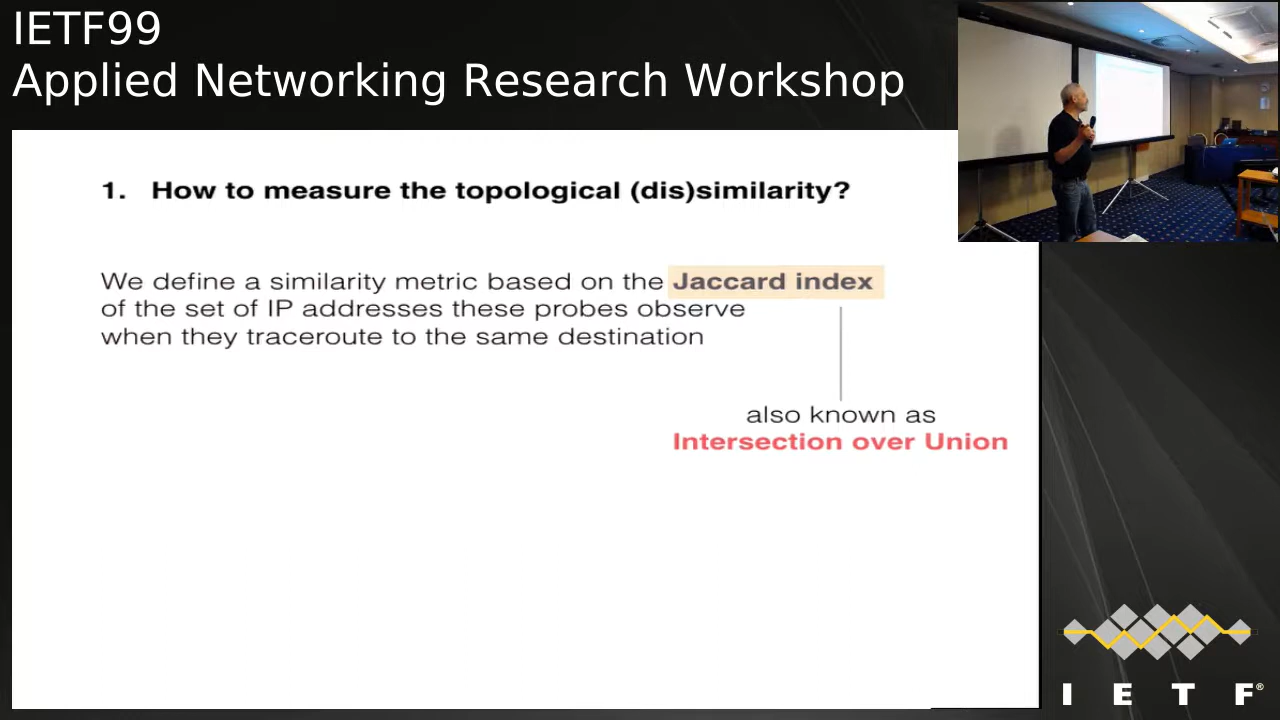 IETF99
Applied Networking Research Workshop
1. How to measure the topological (dis)similarity?
We define a similarity metric based on the Jaccard index
of the set of IP addresses these probes observe
when they traceroute to the same destination
also known as
Intersection over Union
I E T F®